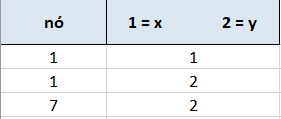 nó 1 = x 2 = y
1 1
1 2
7 2